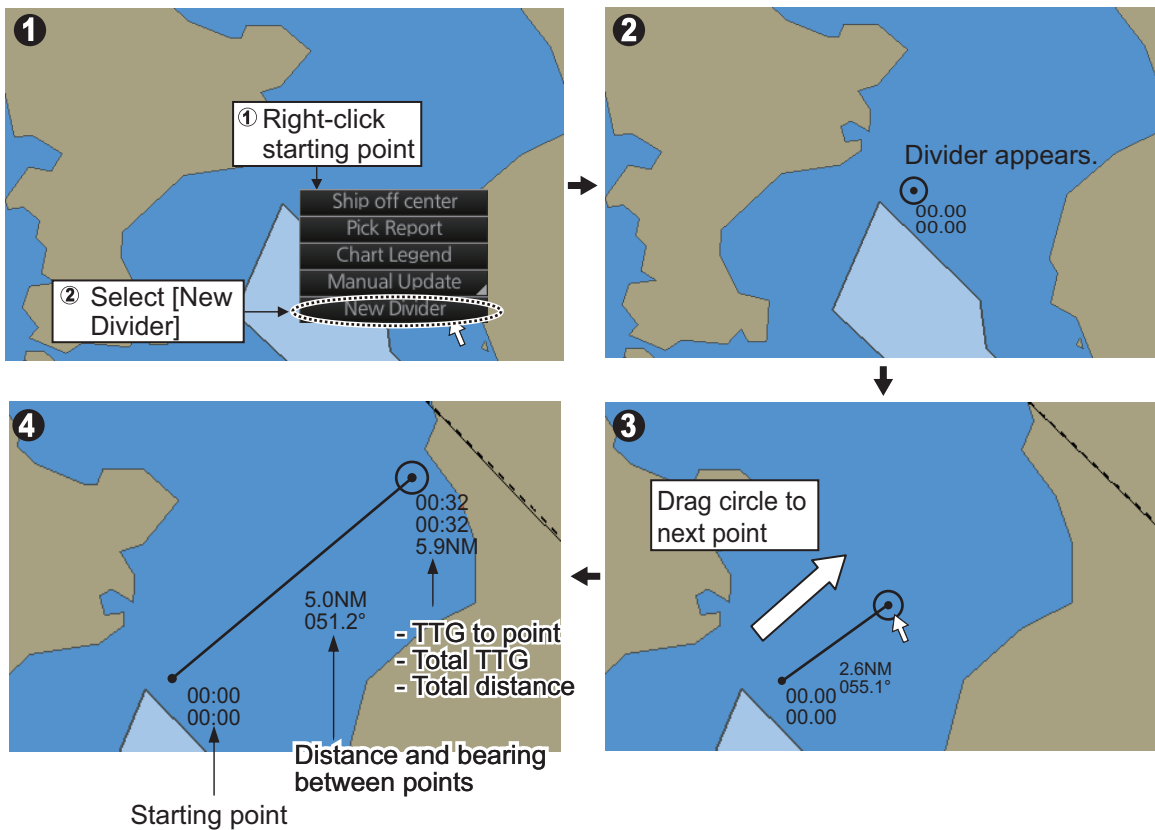 1
① Right-click
starting point
Ship off center
Pick Report
Chart Legend
Manual Update
New Divider
② Select [New
Divider]
2
Divider appears.
00.00
00.00
3
Drag circle to
next point
2.6NM
055.1°
00.00
00.00
4
00:32
00:32
5.9NM
5.0NM
051.2°
- TTG to point
- Total TTG
- Total distance
00:00
00:00
Distance and bearing
between points
Starting point